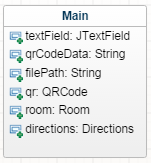 Main
textField: JTextField
qrCodeData: String
filePath: String
qr: QRCode
room: Room
directions: Directions